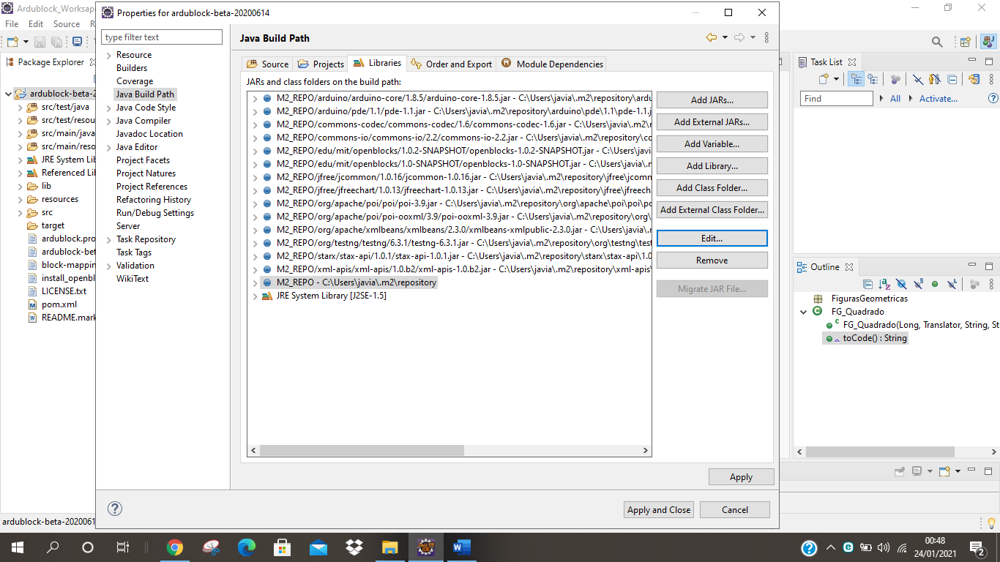 Ardublock_Worksap
File Edit Source R
Package Explorer
ardublock-beta-2
src/test/java
src/test/resou
src/main/java
src/main/reso
JRE System Lib
Referenced Lil
lib
resources
src
target
ardublock.pro
ardublock-be
block-mappin
install_openbl
LICENSE.txt
pom.xml
README.mark
ardublock-beta-2020061
Properties for ardublock-beta-20200614
type filter text
Resource
Builders
Coverage
Java Build Path
Java Code Style
Java Compiler
Javadoc Location
Java Editor
Project Facets
Project Natures
Project References
Refactoring History
Run/Debug Settings
Server
Task Repository
Task Tags
Validation
WikiText
Java Build Path
Source Projects Libraries Order and Export Module Dependencies
JARs and class folders on the build path:
M2_REPO/arduino/arduino-core/1.8.5/arduino-core-1.8.5.jar - C:\Users\javia\.m2\repository\ardu
M2_REPO/arduino/pde/1.1/pde-1.1.jar - C:\Users\javia\.m2\repository\arduino\pde\1.1\pde-1.1.j
M2_REPO/commons-codec/commons-codec/1.6/commons-codec-1.6.jar - C:\Users\javia\.m2\r
M2_REPO/commons-io/commons-io/2.2/commons-io-2.2.jar - C:\Users\javia\.m2\repository\co
M2_REPO/edu/mit/openblocks/1.0.2-SNAPSHOT/openblocks-1.0.2-SNAPSHOT.jar - C:\Users\javi
M2_REPO/edu/mit/openblocks/1.0-SNAPSHOT/openblocks-1.0-SNAPSHOT.jar - C:\Users\javia\.m
M2_REPO/jfree/jcommon/1.0.16/jcommon-1.0.16.jar - C:\Users\javia\.m2\repository\jfree\jcomm
M2_REPO/jfree/jfreechart/1.0.13/jfreechart-1.0.13.jar - C:\Users\javia\.m2\repository\jfree\jfreech
M2_REPO/org/apache/poi/poi/poi-3.9.jar - C:\Users\javia\.m2\repository\org\apache\poi\poi\po
M2_REPO/org/apache/poi/poi-ooxml/3.9/poi-ooxml-3.9.jar - C:\Users\javia\.m2\repository\org\
M2_REPO/org/apache/xmlbeans/xmlbeans/2.3.0/xmlbeans-xmlpublic-2.3.0.jar - C:\Users\javia\.m
M2_REPO/org/testng/testng/6.3.1/testng-6.3.1.jar - C:\Users\javia\.m2\repository\org\testng\test
M2_REPO/starx/stax-api/1.0.1/stax-api-1.0.1.jar - C:\Users\javia\.m2\repository\starx\stax-api\1.0
M2_REPO/xml-apis/xml-apis/1.0.b2/xml-apis-1.0.b2.jar - C:\Users\javia\.m2\repository\xml-apis\
M2_REPO - C:\Users\javia\.m2\repository
JRE System Library [J2SE-1.5]
Add JARs...
Add External JARs...
Add Variable...
Add Library...
Add Class Folder...
Add External Class Folder...
Edit...
Remove
Migrate JAR File...
Apply
Apply and Close
Cancel
Task List
Find
All
Activate...
Outline
FigurasGeometricas
FG_Quadrado
FG_Quadrado(Long, Translator, String, St
toCode() : String
00:48
24/01/2021
2